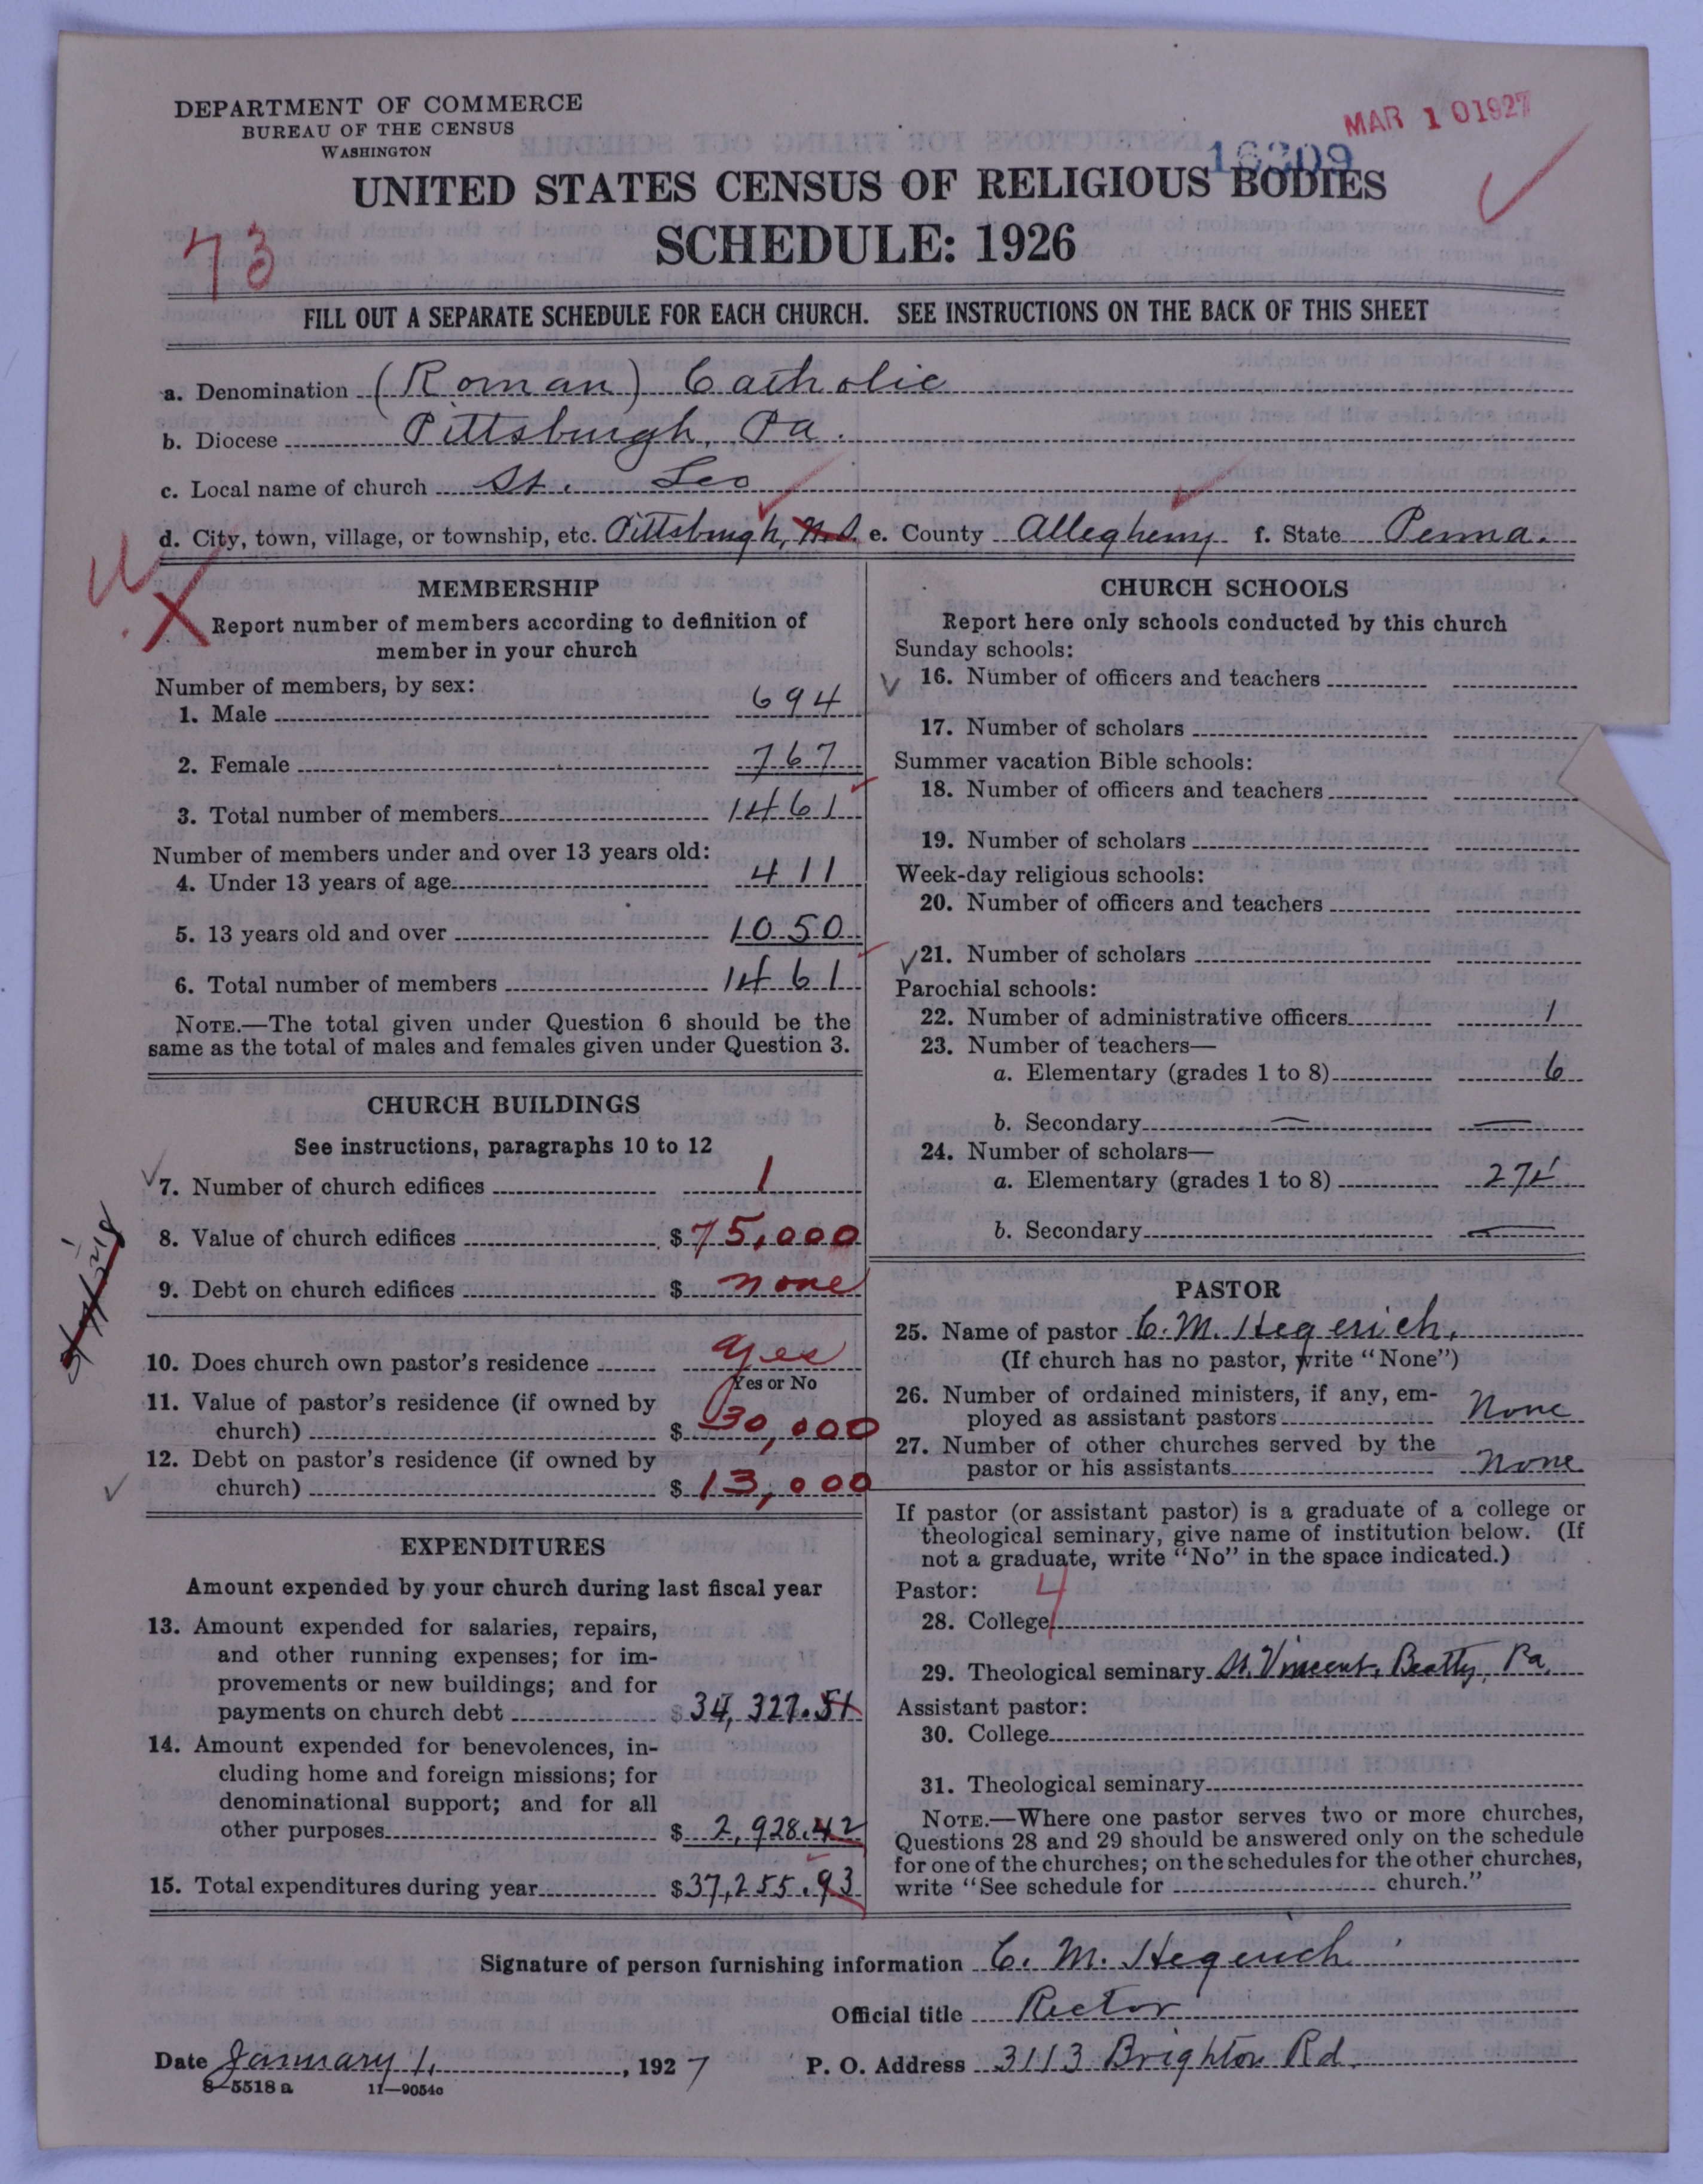 DEPARTMENT OF COMMERCE
BUREAU OF THE CENSUS
WASHINGTON
MAR 10 1927
UNITED STATES CENSUS OF RELIGIOUS BODIES
SCHEDULE: 1926
73
FILL OUT A SEPARATE SCHEDULE FOR EACH CHURCH. SEE INSTRUCTIONS ON THE BACK OF THIS SHEET
a. Denomination (Roman) Catholic
b. Diocese Pittsburgh, Pa.
c. Local name of church St. Leo
d. City, town, village, or township, etc. Pittsburgh, N.S. e. County Allegheny f. State Penna.
MEMBERSHIP
Report number of members according to definition of
member in your church
Number of members, by sex:
1. Male 694
2. Female 767
3. Total number of members 1461
Number of members under and over 13 years old:
4. Under 13 years of age 411
5. 13 years old and over 1050
6. Total number of members 1461
NOTE.—The total given under Question 6 should be the
same as the total of males and females given under Question 3.
CHURCH BUILDINGS
See instructions, paragraphs 10 to 12
7. Number of church edifices 1
8. Value of church edifices $75,000
9. Debt on church edifices $ none
10. Does church own pastor's residence yes
Yes or No
11. Value of pastor's residence (if owned by
church) $30,000
12. Debt on pastor's residence (if owned by
church) $13,000
EXPENDITURES
Amount expended by your church during last fiscal year
13. Amount expended for salaries, repairs,
and other running expenses; for im-
provements or new buildings; and for
payments on church debt $34,327.51
14. Amount expended for benevolences, in-
cluding home and foreign missions; for
denominational support; and for all
other purposes $2,928.42
15. Total expenditures during year $37,255.93
CHURCH SCHOOLS
Report here only schools conducted by this church
Sunday schools:
16. Number of officers and teachers
17. Number of scholars
Summer vacation Bible schools:
18. Number of officers and teachers
19. Number of scholars
Week-day religious schools:
20. Number of officers and teachers
21. Number of scholars
Parochial schools:
22. Number of administrative officers 1
23. Number of teachers—
a. Elementary (grades 1 to 8) 6
b. Secondary — —
24. Number of scholars—
a. Elementary (grades 1 to 8) 274
b. Secondary —
PASTOR
25. Name of pastor C. M. Hegerich,
(If church has no pastor, write "None")
26. Number of ordained ministers, if any, em-
ployed as assistant pastors None
27. Number of other churches served by the
pastor or his assistants None
If pastor (or assistant pastor) is a graduate of a college or
theological seminary, give name of institution below. (If
not a graduate, write "No" in the space indicated.)
Pastor: 4
28. College
29. Theological seminary St. Vincent, Beatty, Pa.
Assistant pastor:
30. College
31. Theological seminary
NOTE.—Where one pastor serves two or more churches,
Questions 28 and 29 should be answered only on the schedule
for one of the churches; on the schedules for the other churches,
write "See schedule for church."
Signature of person furnishing information C. M. Hegerich
Official title Rector
Date January 1, 1927 P. O. Address 3113 Brighton Rd.
8-5518 a 11—9054c